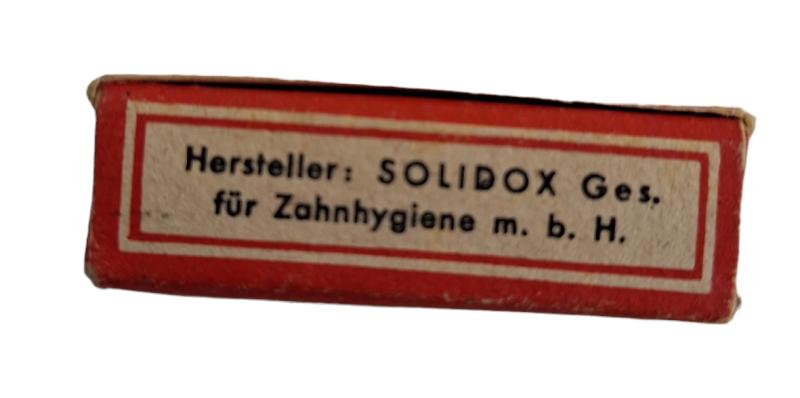 Hersteller: SOLIDOX Ges.
für Zahnhygiene m. b. H.